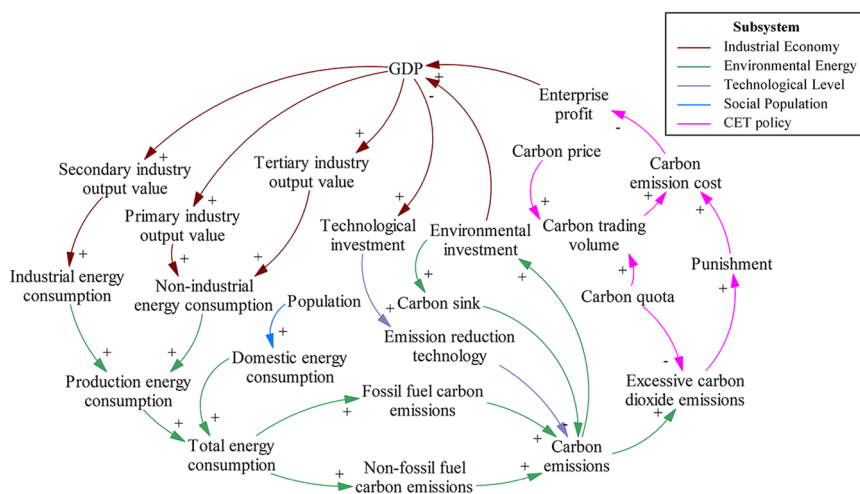 Subsystem
Industrial Economy
Environmental Energy
Technological Level
Social Population
CET policy
GDP
+
-
Enterprise
profit
-
+
Secondary industry
output value
+
Tertiary industry
output value
+
Primary industry
output value
Carbon price
Carbon
emission cost
+
+
+
Technological
investment
+
Environmental
investment
+
Carbon trading
volume
+
+
Industrial energy
consumption
+
Non-industrial
energy consumption
+
+
Punishment
+
Population
+
Carbon sink
+
Carbon quota
+
-
Domestic energy
consumption
+
Emission reduction
technology
Production energy
consumption
+
+
Fossil fuel carbon
emissions
+
Excessive carbon
dioxide emissions
+
Total energy
consumption
+
+
Non-fossil fuel
carbon emissions
+
Carbon
emissions
-
+
+